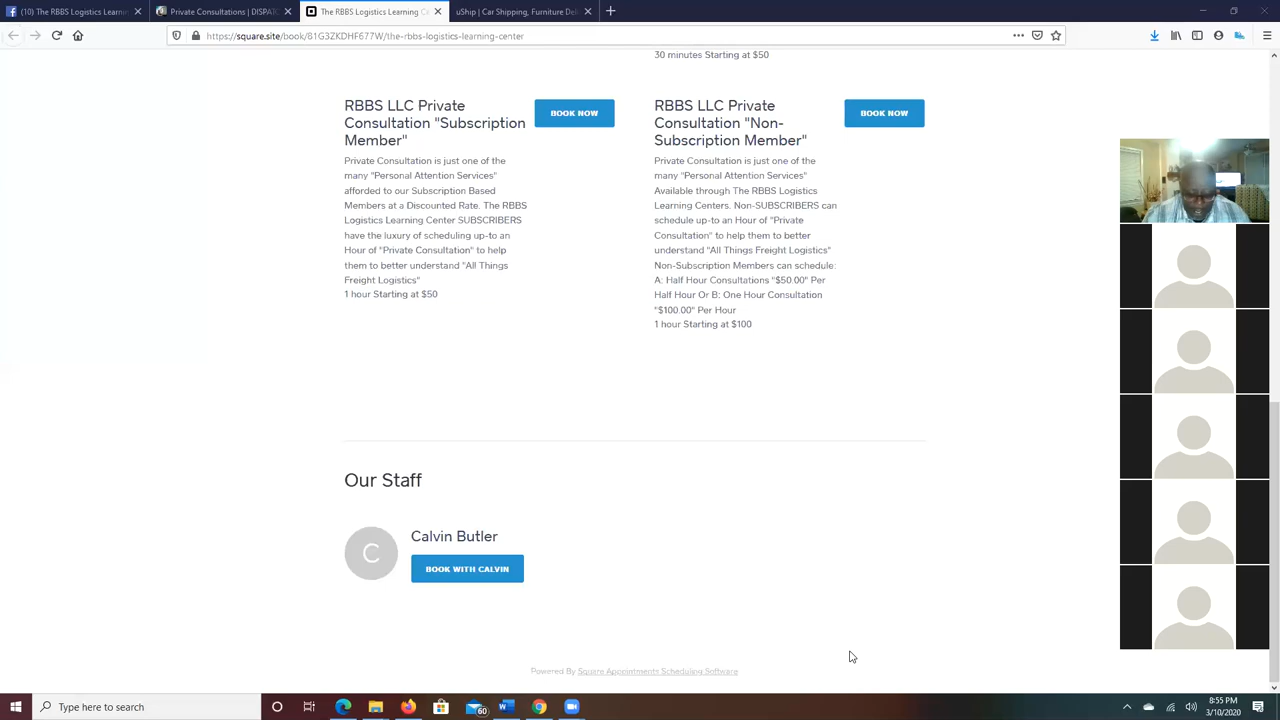 (10) The RBBS Logistics Learnin
Private Consultations | DISPATC
The RBBS Logistics Learning Ce
uShip | Car Shipping, Furniture Del
https://square.site/book/81G3ZKDHF677W/the-rbbs-logistics-learning-center
30 minutes Starting at $50
RBBS LLC Private
Consultation "Subscription
Member"
BOOK NOW
Private Consultation is just one of the
many "Personal Attention Services"
afforded to our Subscription Based
Members at a Discounted Rate. The RBBS
Logistics Learning Center SUBSCRIBERS
have the luxury of scheduling up-to an
Hour of "Private Consultation" to help
them to better understand "All Things
Freight Logistics"
1 hour Starting at $50
RBBS LLC Private
Consultation "Non-
Subscription Member"
BOOK NOW
Private Consultation is just one of the
many "Personal Attention Services"
Available through The RBBS Logistics
Learning Centers. Non-SUBSCRIBERS can
schedule up-to an Hour of "Private
Consultation" to help them to better
understand "All Things Freight Logistics"
Non-Subscription Members can schedule:
A: Half Hour Consultations "$50.00" Per
Half Hour Or B: One Hour Consultation
"$100.00" Per Hour
1 hour Starting at $100
Our Staff
C
Calvin Butler
BOOK WITH CALVIN
Powered By Square Appointments Scheduling Software
Type here to search
60
8:55 PM
3/10/2020